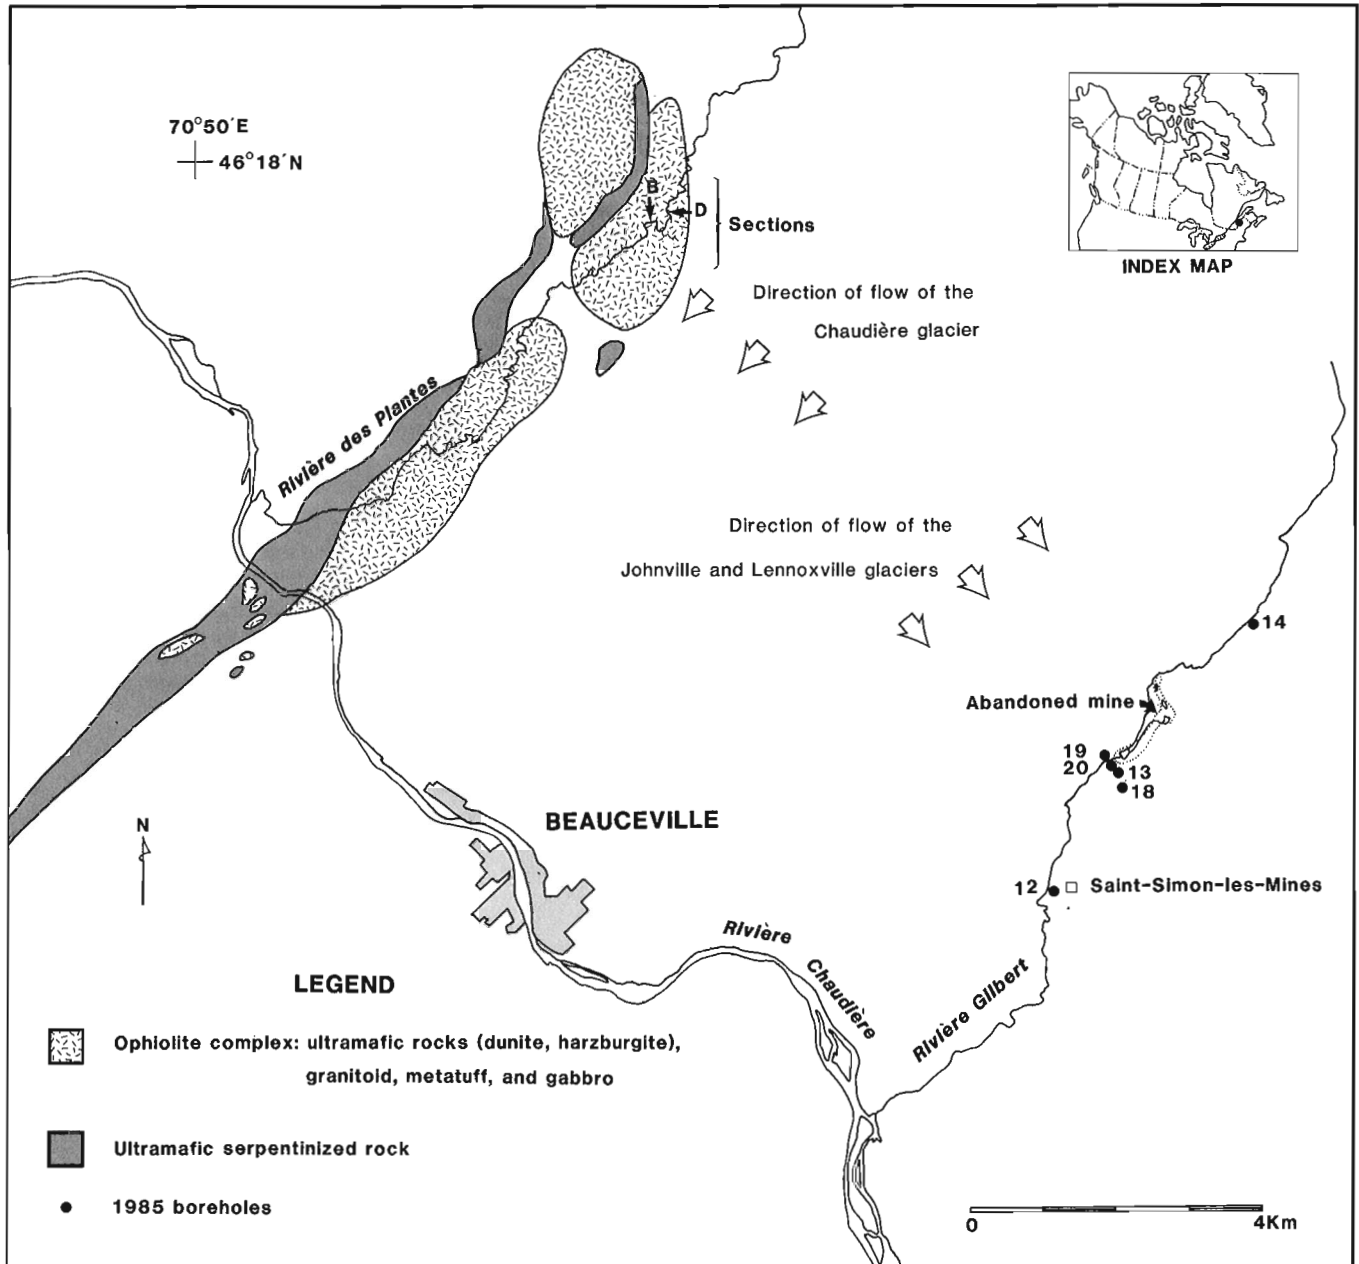 70°50′E
46°18′N
B
D
Sections
INDEX MAP
Direction of flow of the
Chaudière glacier
Rivière des Plantes
Direction of flow of the
Johnville and Lennoxville glaciers
14
Abandoned mine
19
20
13
18
N
BEAUCEVILLE
12
Saint-Simon-les-Mines
Rivière
Chaudière
Rivière Gilbert
LEGEND
Ophiolite complex: ultramafic rocks (dunite, harzburgite),
granitoid, metatuff, and gabbro
Ultramafic serpentinized rock
1985 boreholes
0
4Km